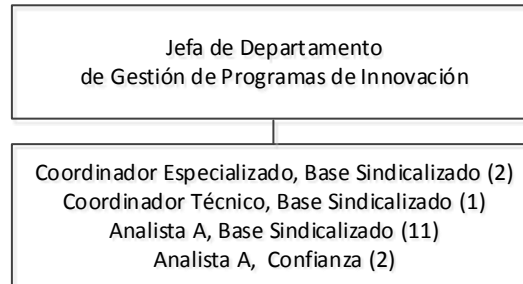 Jefa de Departamento
de Gestión de Programas de Innovación
Coordinador Especializado, Base Sindicalizado (2)
Coordinador Técnico, Base Sindicalizado (1)
Analista A, Base Sindicalizado (11)
Analista A, Confianza (2)